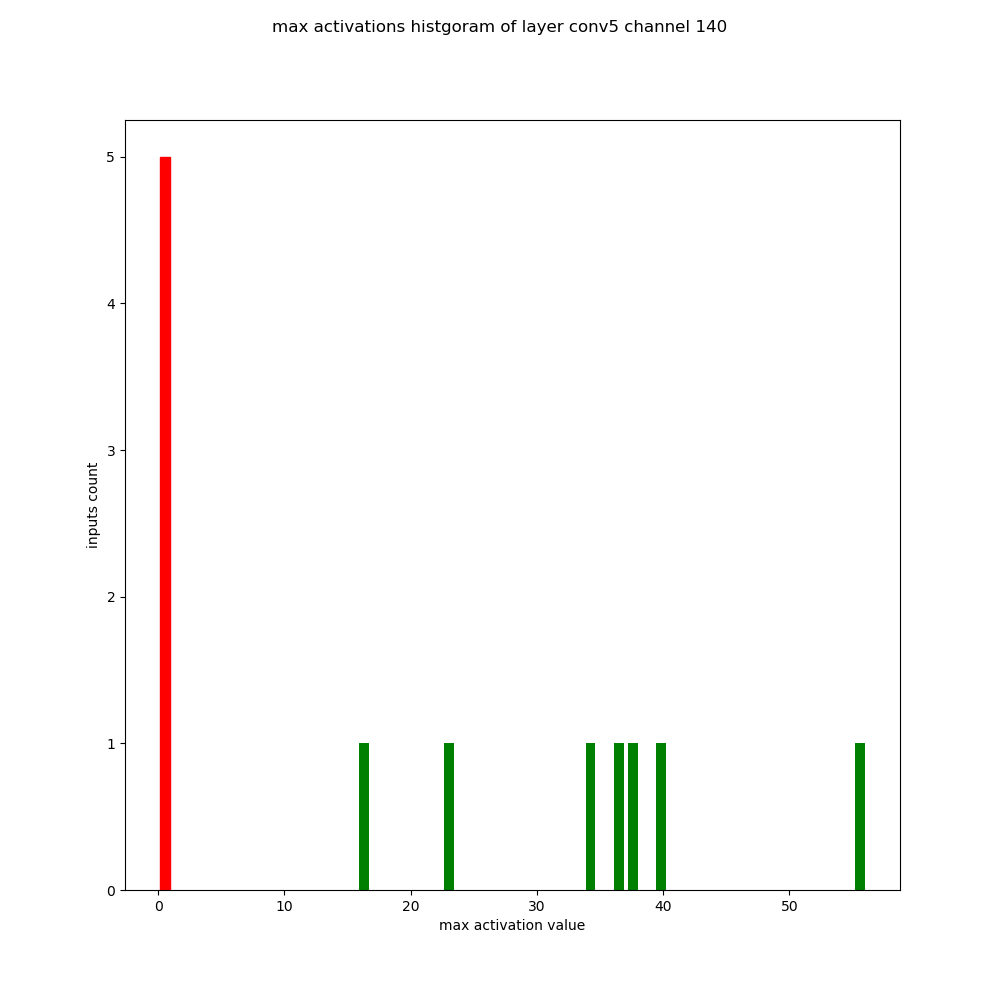 max activations histgoram of layer conv5 channel 140
5
4
3
2
1
0
inputs count
0 10 20 30 40 50
max activation value